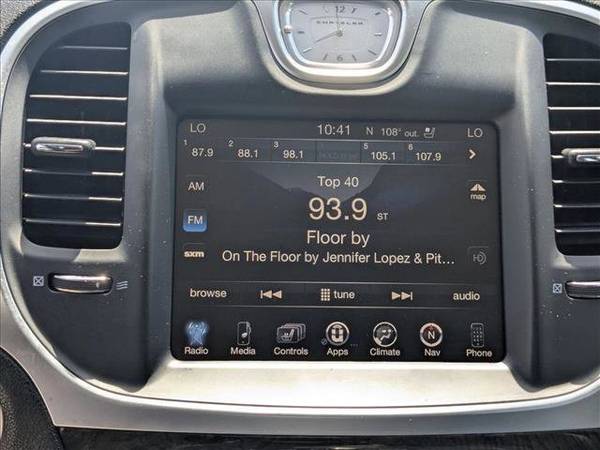 12
CHRYSLER
LO 10:41 N 108° out. LO
1 87.9 2 88.1 3 98.1 5 105.1 6 107.9
AM
Top 40
map
FM
93.9 ST
Floor by
sxm
On The Floor by Jennifer Lopez & Pit...
browse tune audio
Radio Media Controls Apps Climate Nav Phone